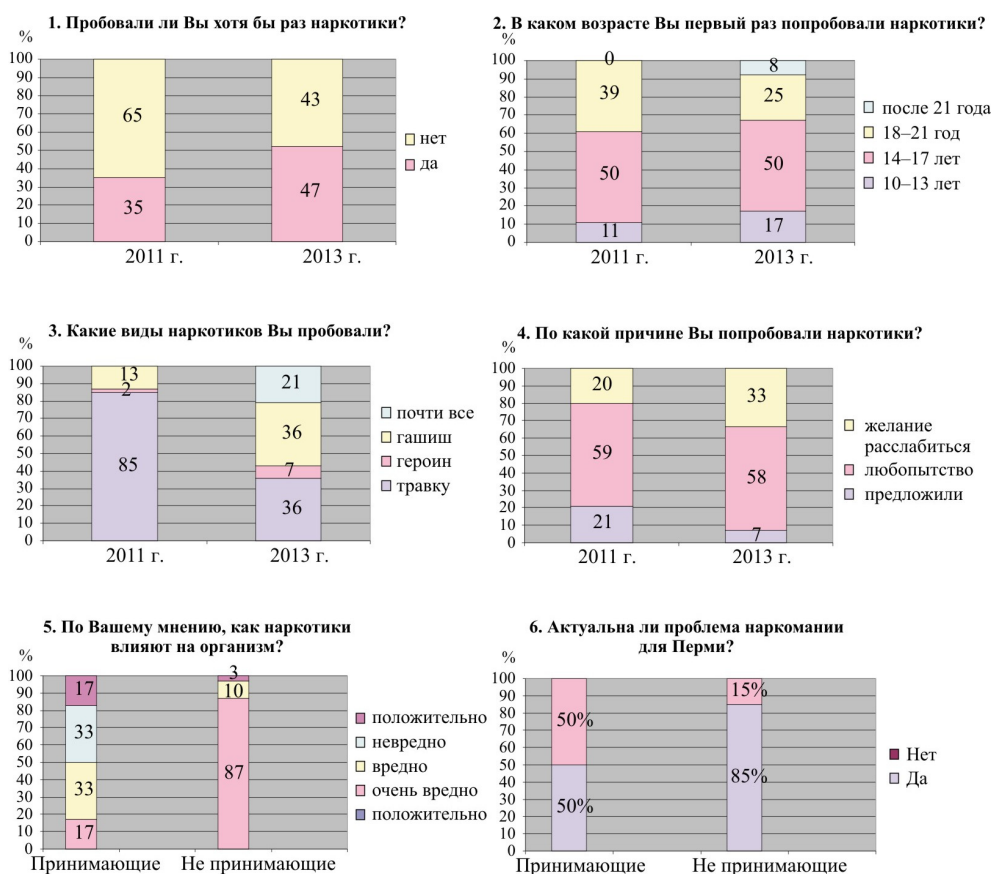 1. Пробовали ли Вы хотя бы раз наркотики?
%
100
90
80
70
60
50
40
30
20
10
0
65
35
43
47
2011 г.
2013 г.
нет
да
2. В каком возрасте Вы первый раз попробовали наркотики?
%
100
90
80
70
60
50
40
30
20
10
0
0
39
50
11
8
25
50
17
2011 г.
2013 г.
после 21 года
18–21 год
14–17 лет
10–13 лет
3. Какие виды наркотиков Вы пробовали?
%
100
90
80
70
60
50
40
30
20
10
0
13
2
85
21
36
7
36
2011 г.
2013 г.
почти все
гашиш
героин
травку
4. По какой причине Вы попробовали наркотики?
%
100
90
80
70
60
50
40
30
20
10
0
20
59
21
33
58
7
2011 г.
2013 г.
желание
расслабиться
любопытство
предложили
5. По Вашему мнению, как наркотики
влияют на организм?
%
100
90
80
70
60
50
40
30
20
10
0
17
33
33
17
3
10
87
Принимающие
Не принимающие
положительно
невредно
вредно
очень вредно
положительно
6. Актуальна ли проблема наркомании
для Перми?
%
100
90
80
70
60
50
40
30
20
10
0
50%
50%
15%
85%
Принимающие
Не принимающие
Нет
Да